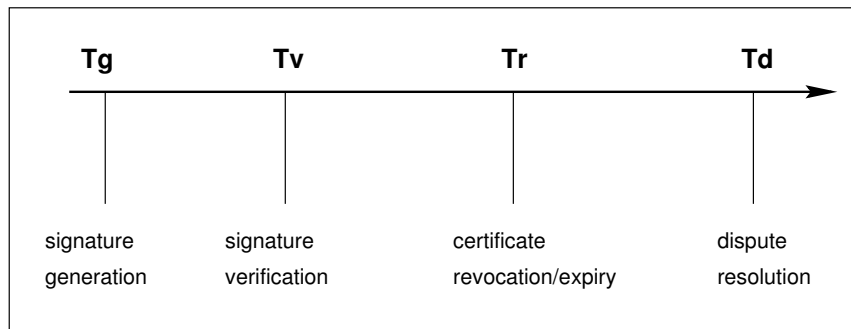 Tg Tv Tr Td
signature signature certificate dispute
generation verification revocation/expiry resolution